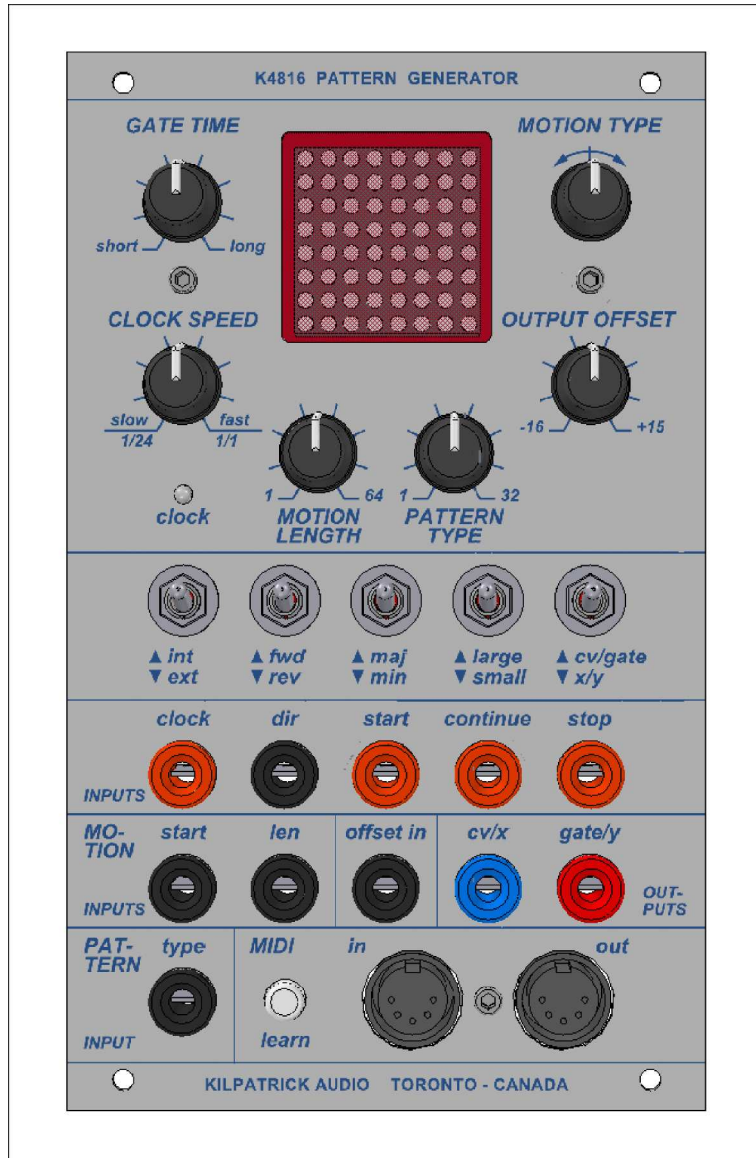 K4816 PATTERN GENERATOR
GATE TIME
MOTION TYPE
short
long
CLOCK SPEED
OUTPUT OFFSET
slow
1/24
fast
1/1
-16
+15
1
64
1
32
clock
MOTION
LENGTH
PATTERN
TYPE
▲ int
▼ ext
▲ fwd
▼ rev
▲ maj
▼ min
▲ large
▼ small
▲ cv/gate
▼ x/y
clock
dir
start
continue
stop
INPUTS
MO-
TION
start
len
offset in
cv/x
gate/y
INPUTS
OUT-
PUTS
PAT-
TERN
type
MIDI
in
out
INPUT
learn
KILPATRICK AUDIO TORONTO - CANADA